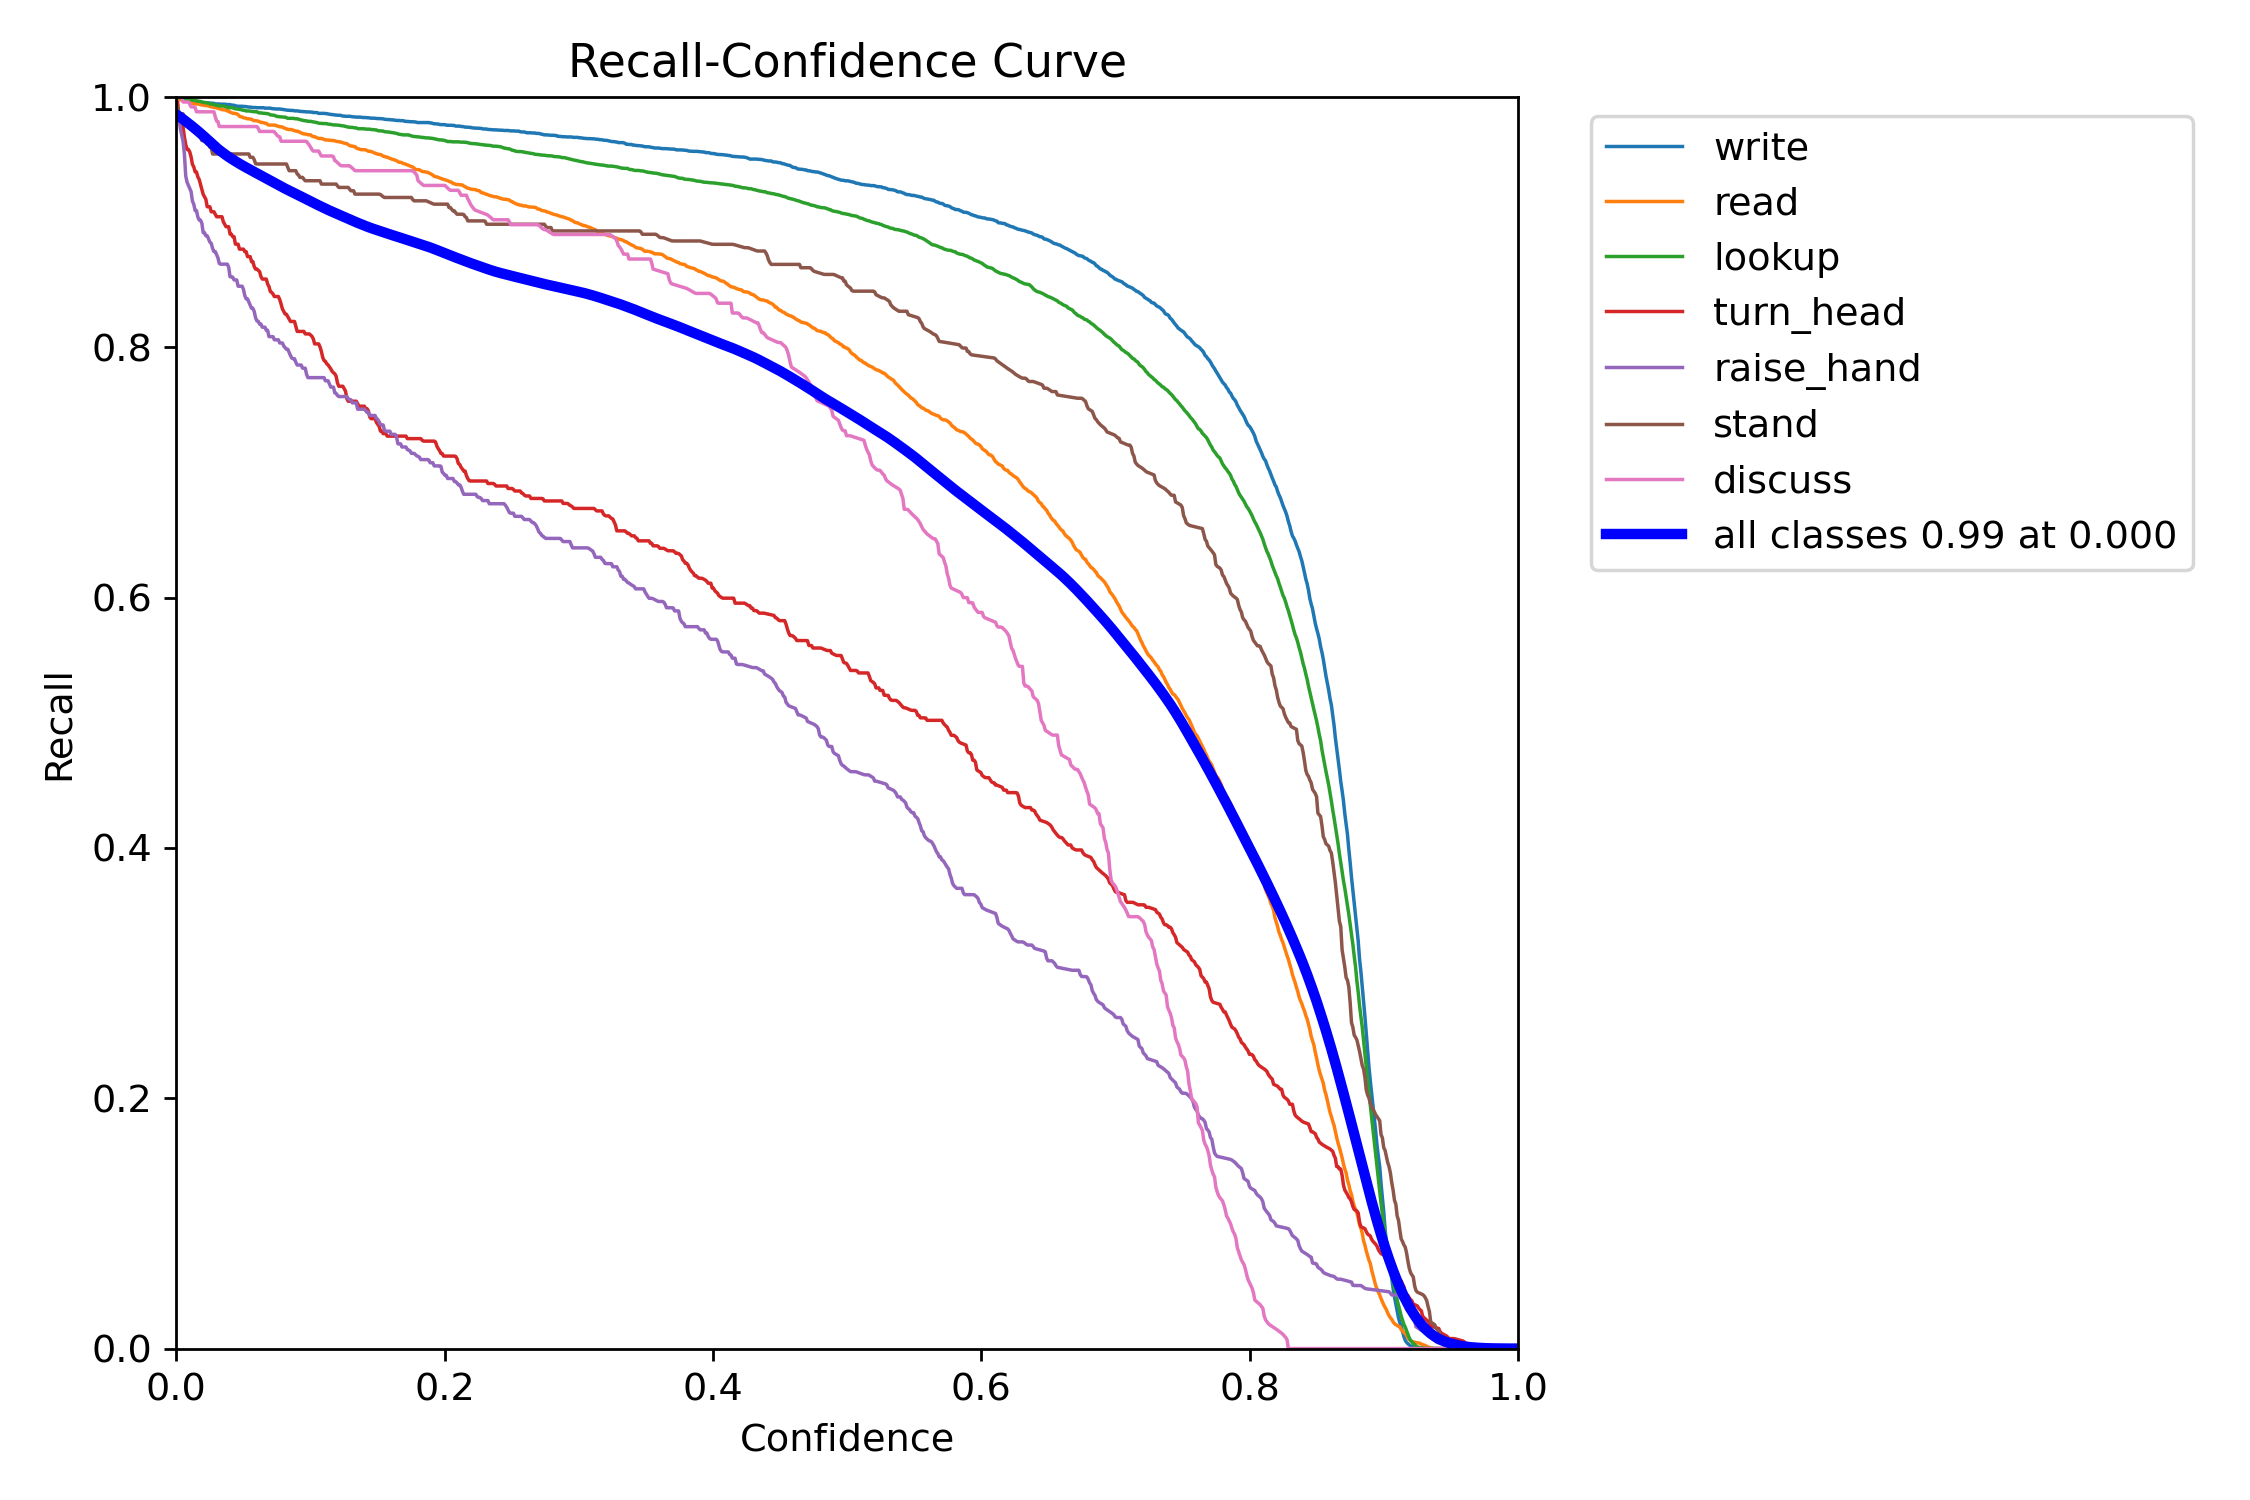 Recall-Confidence Curve
1.0
0.8
0.6
0.4
0.2
0.0
Recall
0.0 0.2 0.4 0.6 0.8 1.0
Confidence
write
read
lookup
turn_head
raise_hand
stand
discuss
all classes 0.99 at 0.000